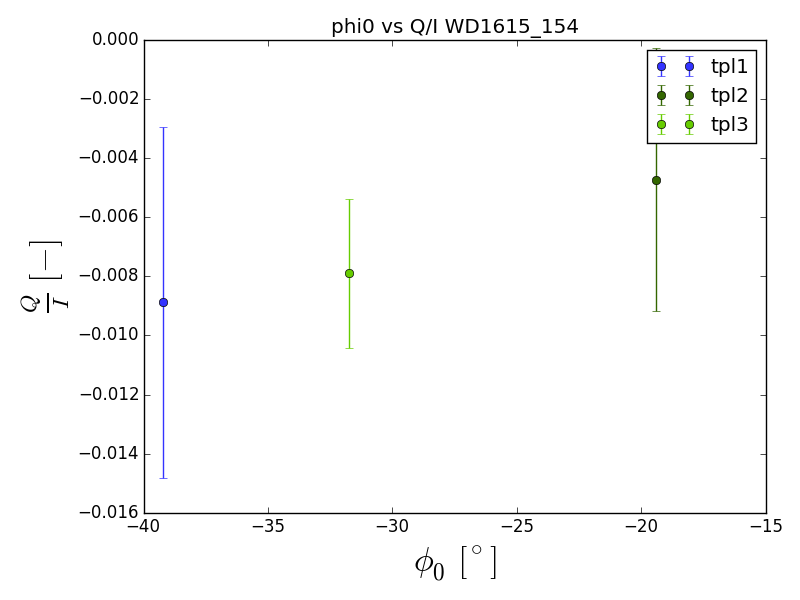 phi0 vs Q/I WD1615_154
0.000
−0.002
−0.004
−0.006
−0.008
−0.010
−0.012
−0.014
−0.016
Q/I [−]
tpl1
tpl2
tpl3
−40 −35 −30 −25 −20 −15
ϕ₀ [°]